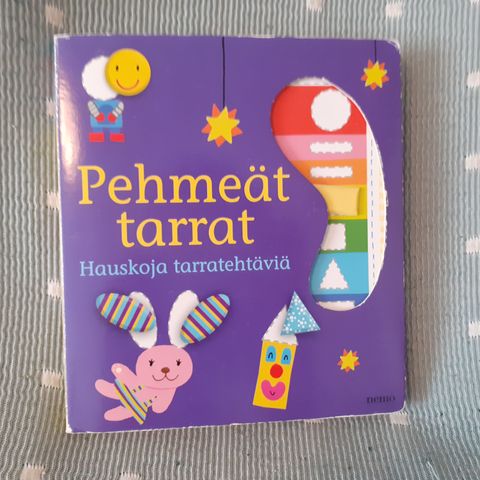 Pehmeät
tarrat
Hauskoja tarratehtäviä
nemo